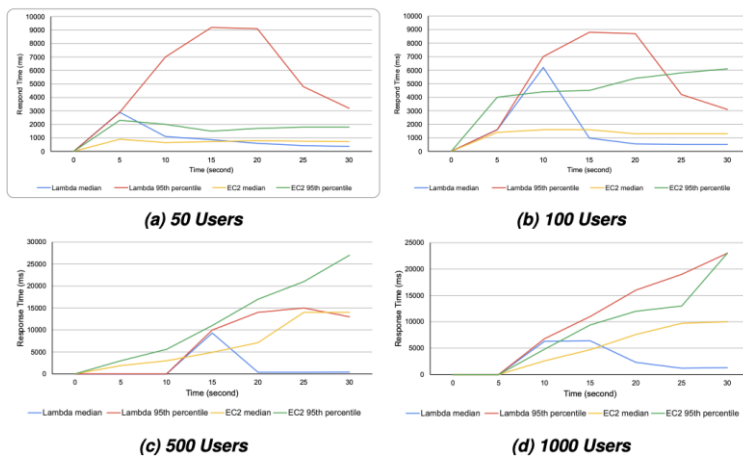 10000
9000
8000
7000
6000
5000
4000
3000
2000
1000
0
Respond Time (ms)
0 5 10 15 20 25 30
Time (second)
Lambda median Lambda 95th percentile EC2 median EC2 95th percentile
(a) 50 Users
10000
9000
8000
7000
6000
5000
4000
3000
2000
1000
0
Respond Time (ms)
0 5 10 15 20 25 30
Time (second)
Lambda median Lambda 95th percentile EC2 median EC2 95th percentile
(b) 100 Users
30000
25000
20000
15000
10000
5000
0
Response Time (ms)
0 5 10 15 20 25 30
Time (second)
Lambda median Lambda 95th percentile EC2 median EC2 95th percentile
(c) 500 Users
25000
20000
15000
10000
5000
0
Response Time (ms)
0 5 10 15 20 25 30
Time (second)
Lambda median Lambda 95th percentile EC2 median EC2 95th percentile
(d) 1000 Users